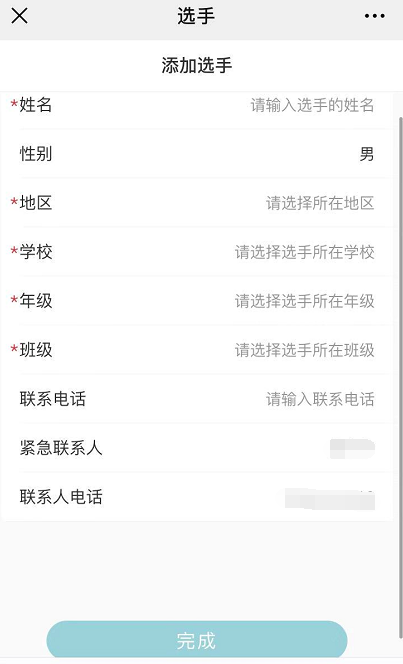 选手
添加选手
*姓名 请输入选手的姓名
性别 男
*地区 请选择所在地区
*学校 请选择选手所在学校
*年级 请选择选手所在年级
*班级 请选择选手所在班级
联系电话 请输入联系电话
紧急联系人
联系人电话
完成